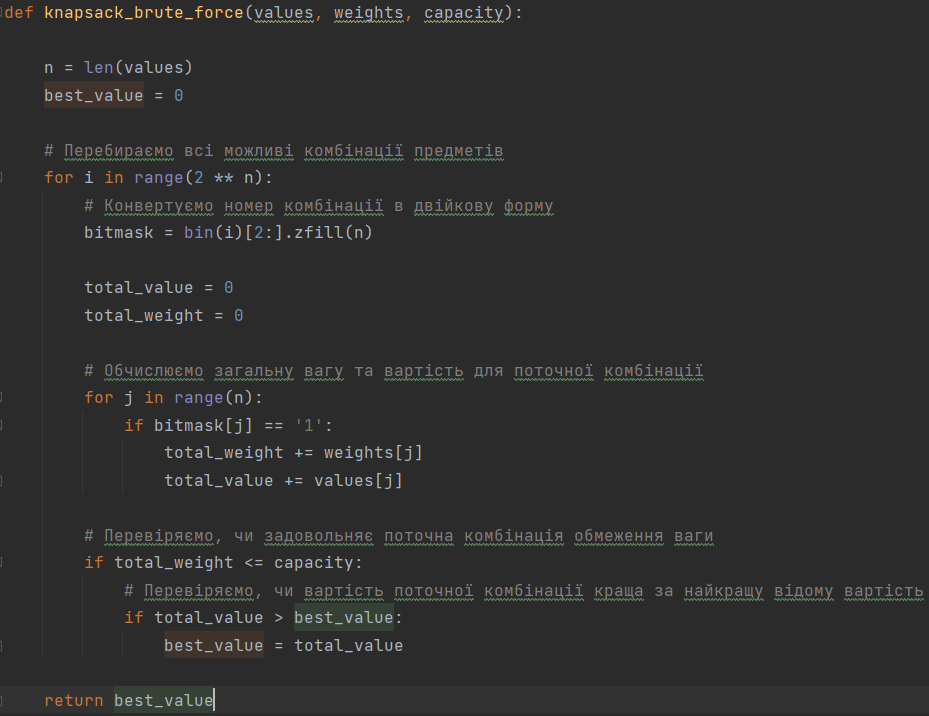 def knapsack_brute_force(values, weights, capacity):
n = len(values)
best_value = 0
# Перебираємо всі можливі комбінації предметів
for i in range(2 ** n):
# Конвертуємо номер комбінації в двійкову форму
bitmask = bin(i)[2:].zfill(n)
total_value = 0
total_weight = 0
# Обчислюємо загальну вагу та вартість для поточної комбінації
for j in range(n):
if bitmask[j] == '1':
total_weight += weights[j]
total_value += values[j]
# Перевіряємо, чи задовольняє поточна комбінація обмеження ваги
if total_weight <= capacity:
# Перевіряємо, чи вартість поточної комбінації краща за найкращу відому вартість
if total_value > best_value:
best_value = total_value
return best_value